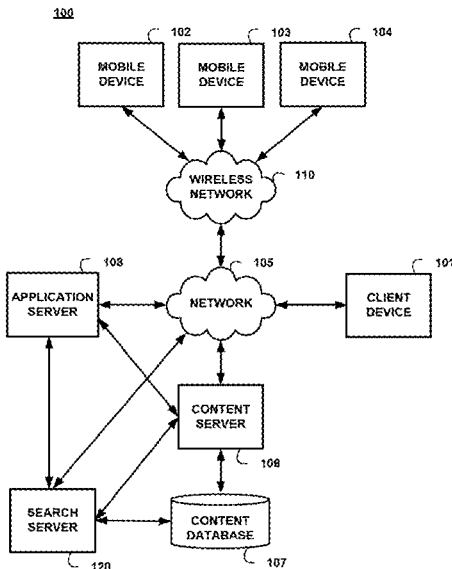 100
102
103
104
MOBILE
DEVICE
MOBILE
DEVICE
MOBILE
DEVICE
WIRELESS
NETWORK
110
108
105
101
APPLICATION
SERVER
NETWORK
CLIENT
DEVICE
CONTENT
SERVER
109
SEARCH
SERVER
CONTENT
DATABASE
120
107